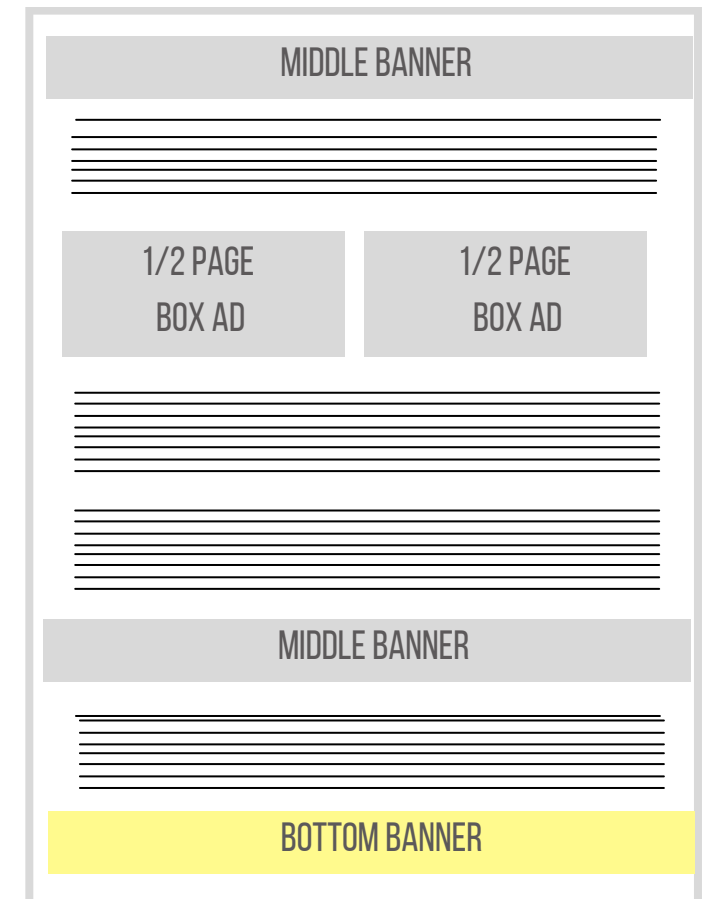 MIDDLE BANNER
1/2 PAGE
BOX AD
1/2 PAGE
BOX AD
MIDDLE BANNER
BOTTOM BANNER